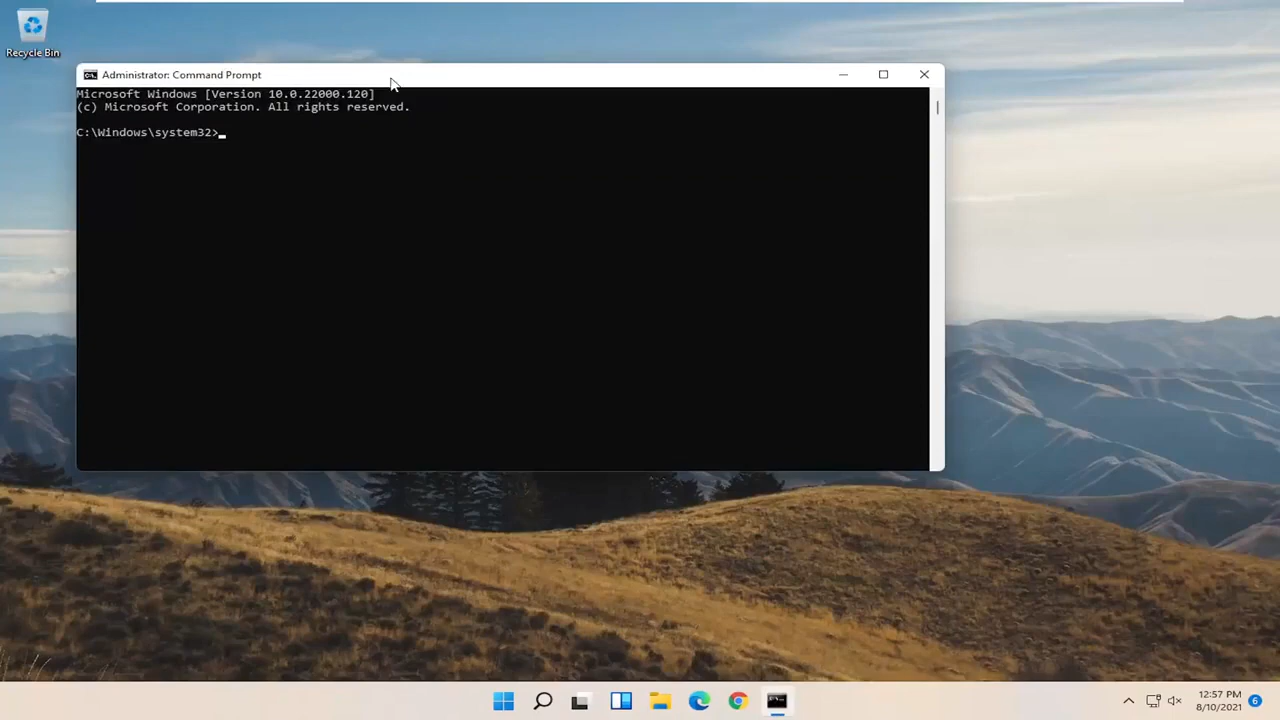 Recycle Bin
Administrator: Command Prompt
Microsoft Windows [Version 10.0.22000.120]
(c) Microsoft Corporation. All rights reserved.
C:\Windows\system32>
12:57 PM
8/10/2021
6